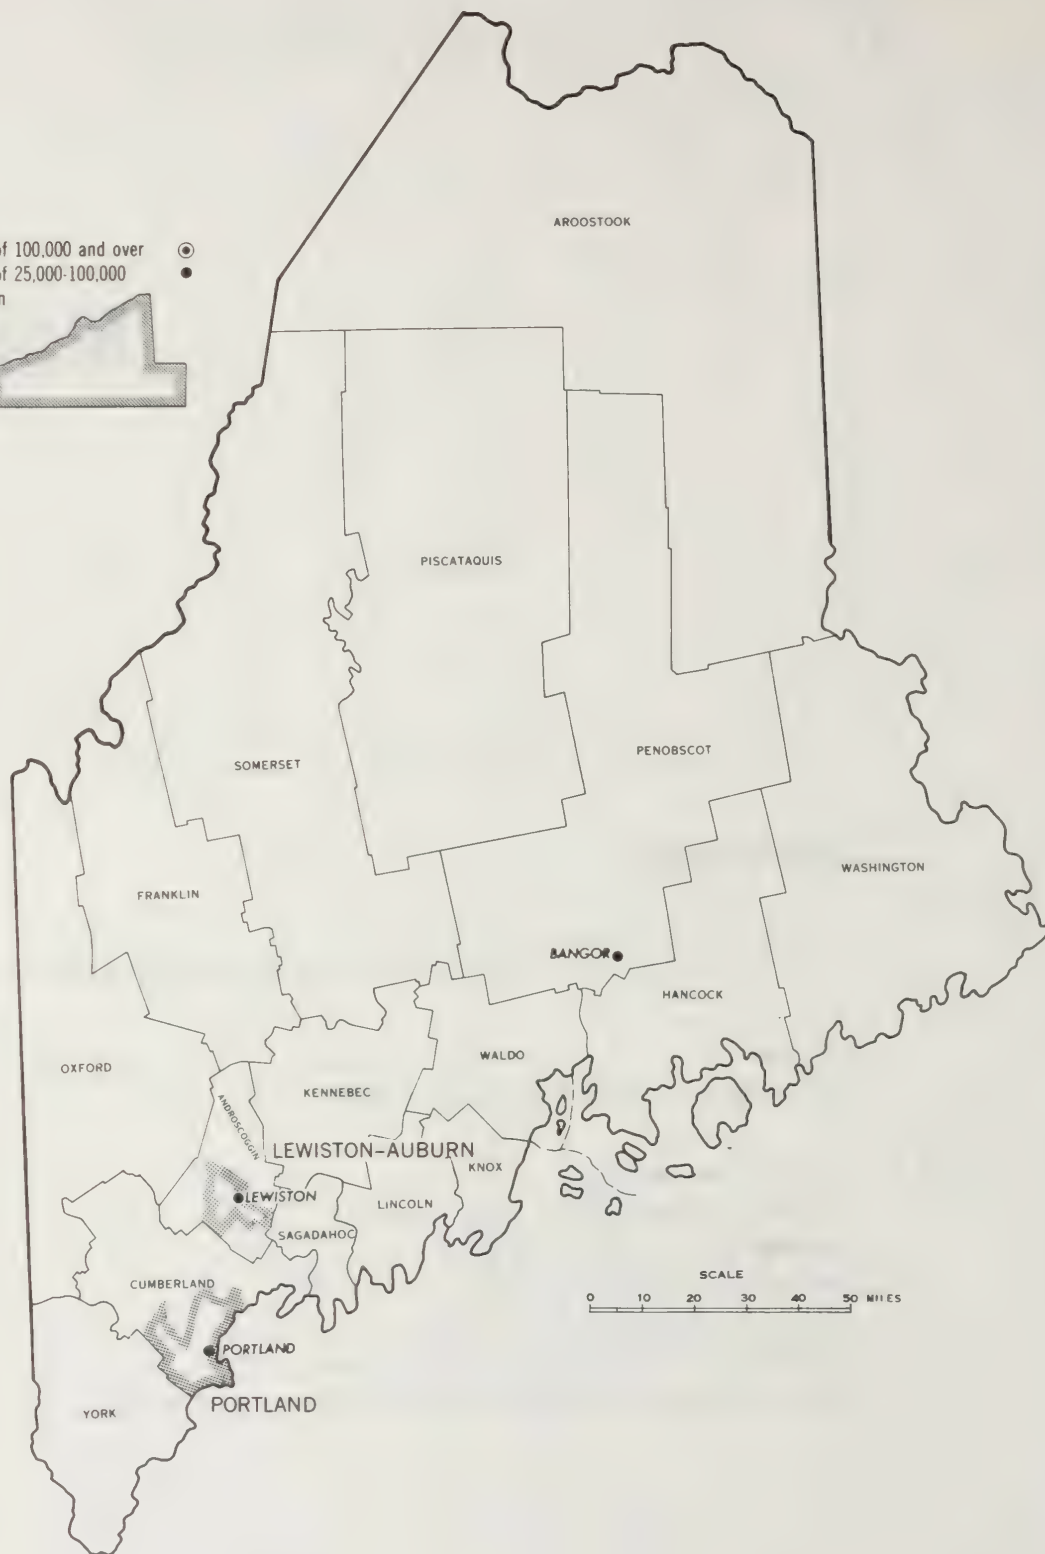 of 100,000 and over
of 25,000-100,000
AROOSTOOK
PISCATAQUIS
SOMERSET
PENOBSCOT
FRANKLIN
WASHINGTON
BANGOR
HANCOCK
OXFORD
WALDO
KENNEBEC
ANDROSCOGGIN
LEWISTON-AUBURN
KNOX
LEWISTON
LINCOLN
SAGADAHOC
SCALE
CUMBERLAND
0 10 20 30 40 50 MILES
PORTLAND
PORTLAND
YORK